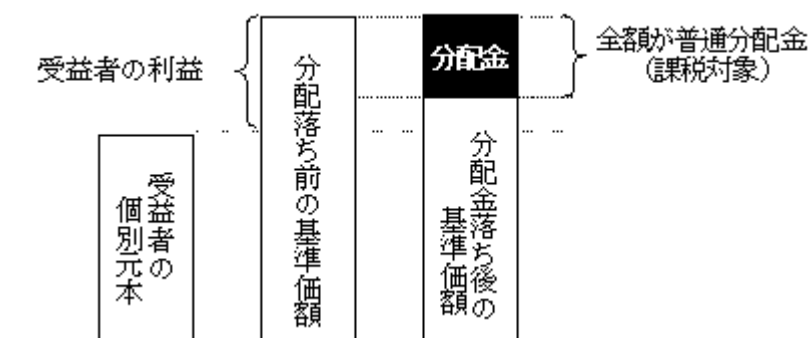 受益者の利益
分配落ち前の基準価額
分配金
全額が普通分配金
(課税対象)
受益者の
個別元本
分配金落ち後の
基準価額